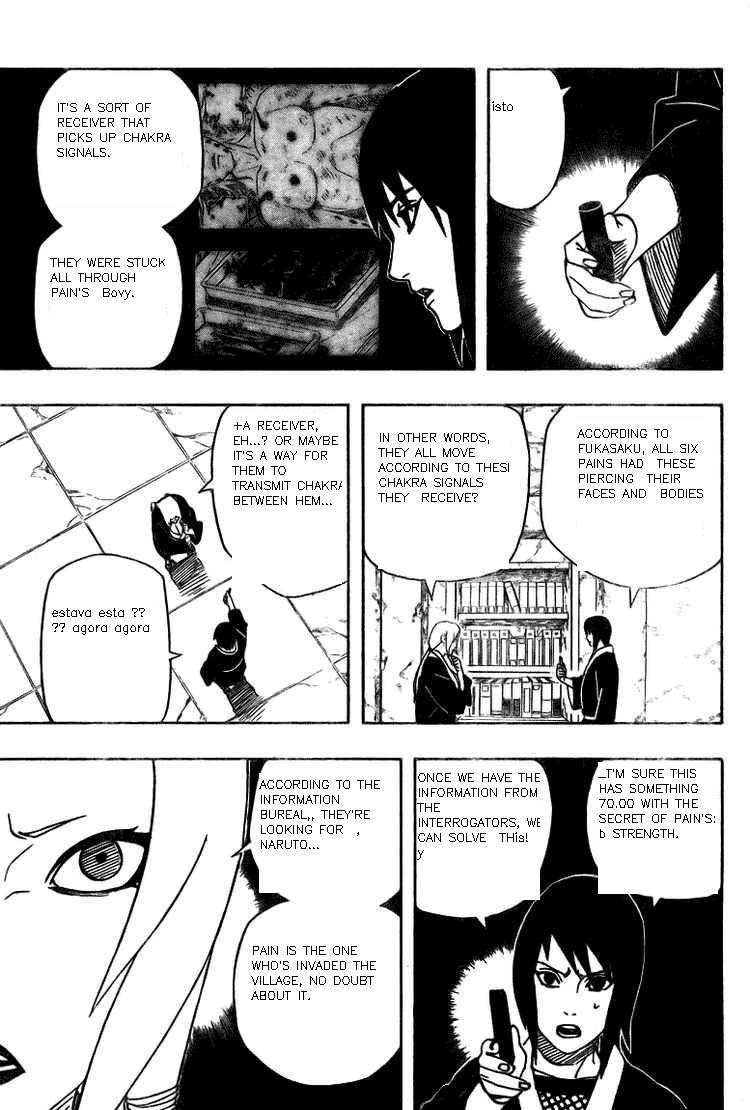 isto
IT'S A SORT OF
RECEIVER THAT
PICKS UP CHAKRA
SIGNALS.
THEY WERE STUCK
ALL THROUGH
PAIN'S Bovy.
ACCORDING TO
FUKASAKU, ALL SIX
PAINS HAD THESE
PIERCING THEIR
FACES AND BODIES
IN OTHER WORDS,
THEY ALL MOVE
ACCORDING TO THESI
CHAKRA SIGNALS
THEY RECEIVE?
+A RECEIVER,
EH...? OR MAYBE
IT'S A WAY FOR
THEM TO
TRANSMIT CHAKRA
BETWEEN HEM...
estava esta ??
?? agora agora
_T'M SURE THIS
HAS SOMETHING
70.00 WITH THE
SECRET OF PAIN'S:
b STRENGTH.
ONCE WE HAVE THE
INFORMATION FROM
THE
INTERROGATORS, WE
CAN SOLVE THis!
y
ACCORDING TO THE
INFORMATION
BUREAL,, THEY'RE
LOOKING FOR ,
NARUTO...
PAIN IS THE ONE
WHO'S INVADED THE
VILLAGE, NO DOUBT
ABOUT IT.